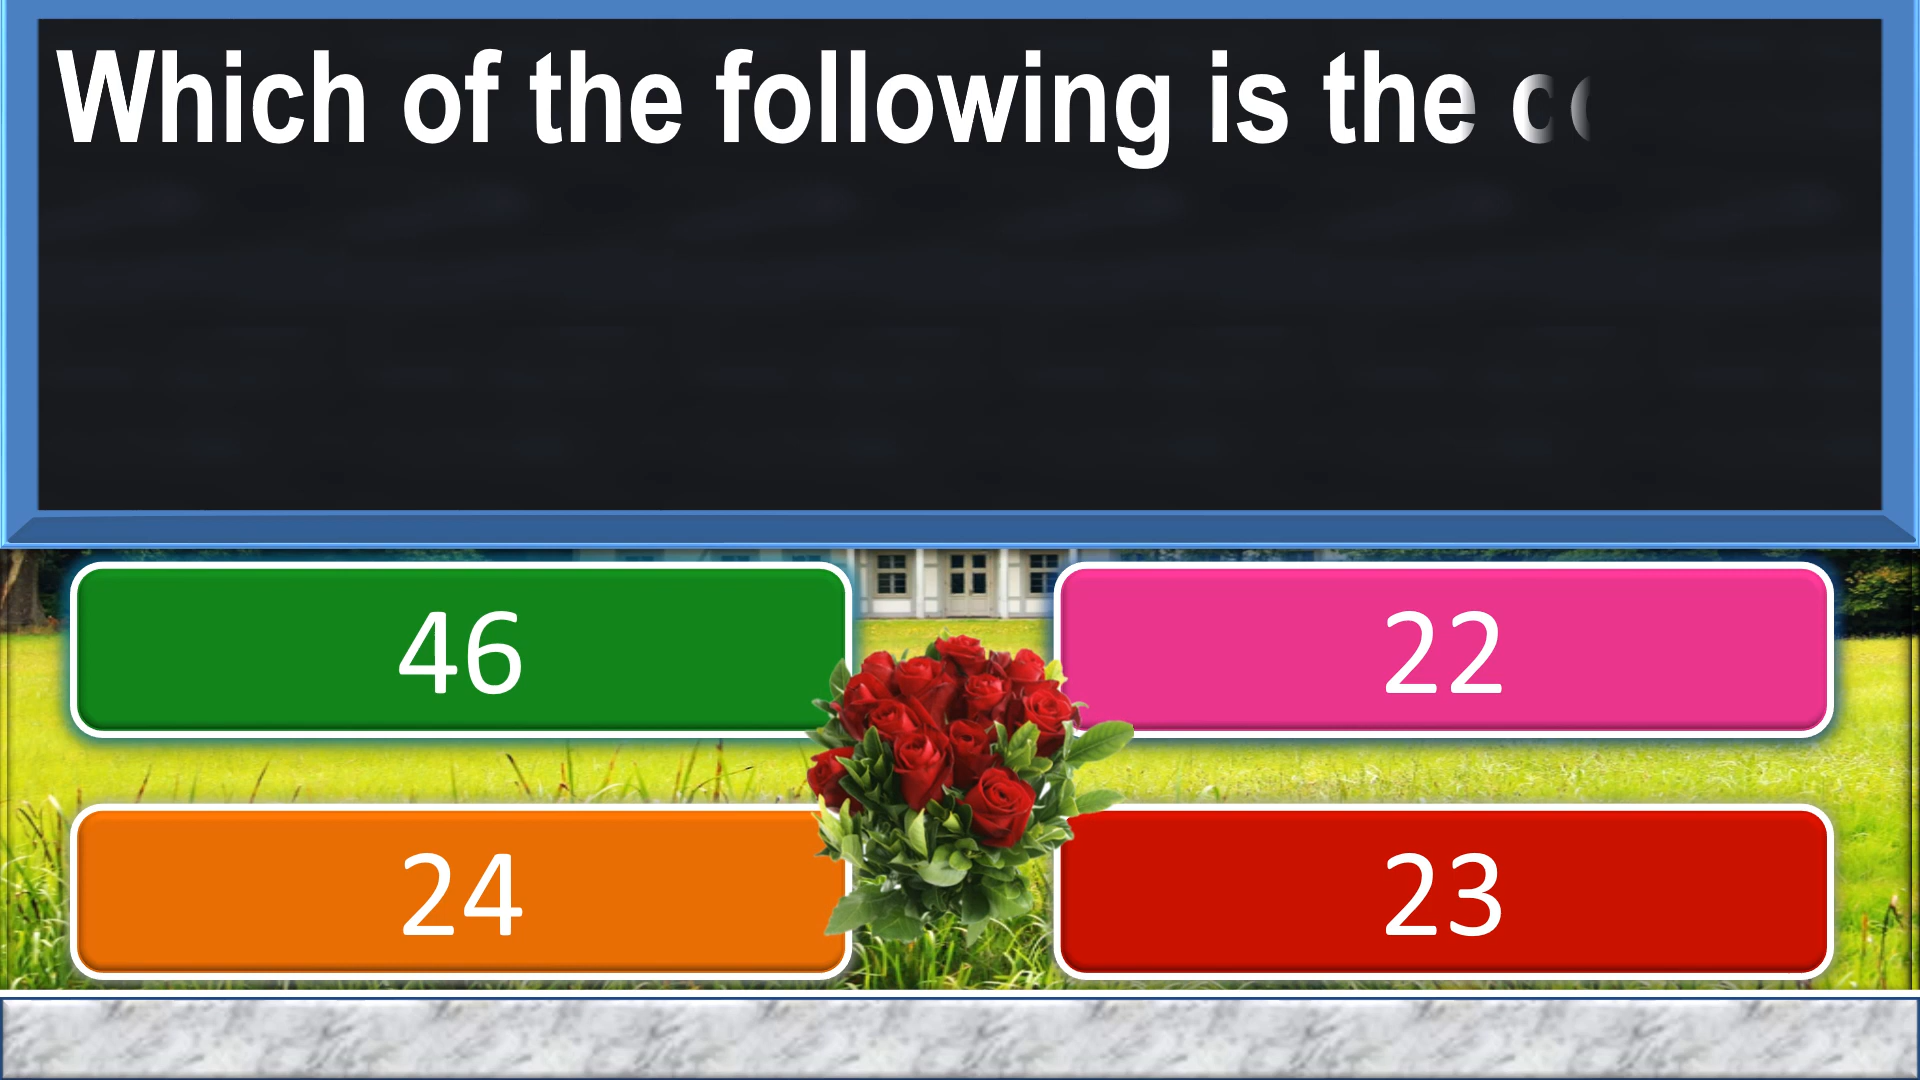 Which of the following is the
46
22
24
23